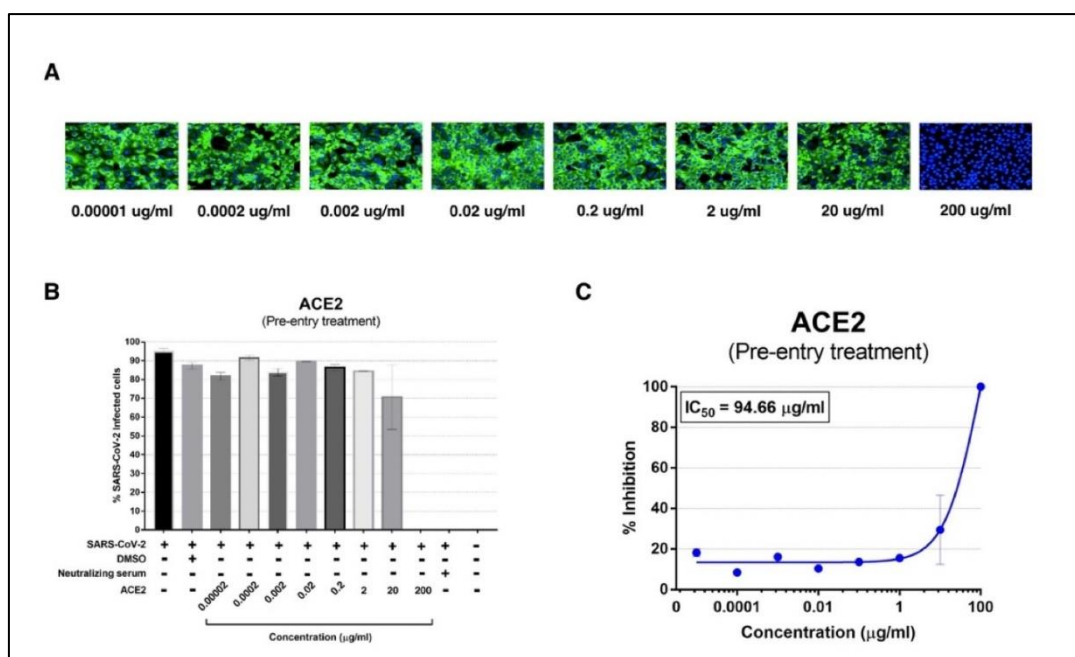 A
0.00001 ug/ml 0.0002 ug/ml 0.002 ug/ml 0.02 ug/ml 0.2 ug/ml 2 ug/ml 20 ug/ml 200 ug/ml
B
ACE2
(Pre-entry treatment)
% SARS-CoV-2 Infected cells
100
90
80
70
60
50
40
30
20
10
0
SARS-CoV-2 + + + + + + + + + + + -
DMSO - + - - - - - - - - - -
Neutralizing serum - - - - - - - - - - + -
ACE2 - - 0.00002 0.0002 0.002 0.02 0.2 2 20 200 - -
Concentration (µg/ml)
C
ACE2
(Pre-entry treatment)
IC50 = 94.66 µg/ml
% Inhibition
100
80
60
40
20
0
0 0.0001 0.01 1 100
Concentration (µg/ml)